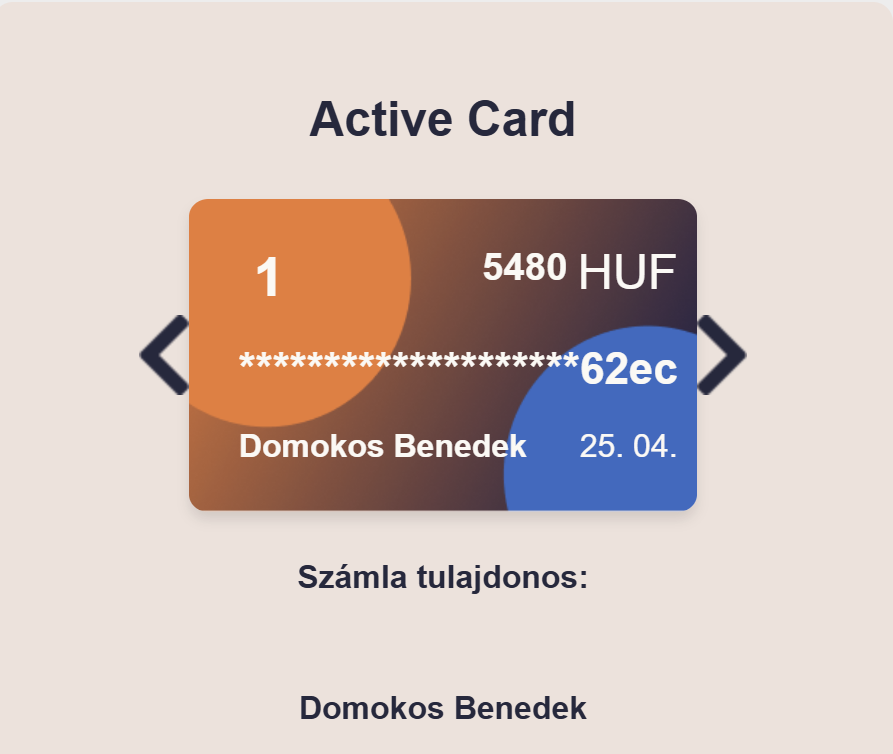 Active Card
1 5480 HUF
********************62ec
Domokos Benedek 25. 04.
Számla tulajdonos:
Domokos Benedek